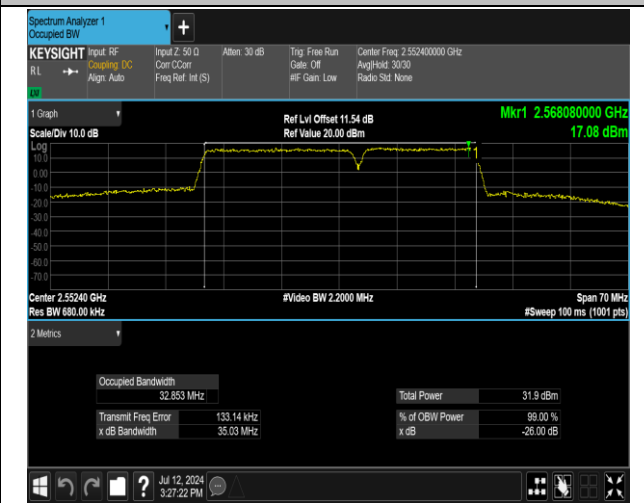 Spectrum Analyzer 1
Occupied BW
+
KEYSIGHT Input: RF Input Z: 50 Ω Atten: 30 dB Trig: Free Run Center Freq: 2.552400000 GHz
RL Coupling: DC Corr CCorr Gate: Off Avg|Hold: 30/30
Align: Auto Freq Ref: Int (S) #IF Gain: Low Radio Std: None
LXI
1 Graph Ref Lvl Offset 11.54 dB Mkr1 2.568080000 GHz
Scale/Div 10.0 dB Ref Value 20.00 dBm 17.08 dBm
Log
10.0
0.00
-10.0
-20.0
-30.0
-40.0
-50.0
-60.0
-70.0
Center 2.55240 GHz #Video BW 2.2000 MHz Span 70 MHz
Res BW 680.00 kHz #Sweep 100 ms (1001 pts)
2 Metrics
Occupied Bandwidth
32.853 MHz Total Power 31.9 dBm
Transmit Freq Error 133.14 kHz % of OBW Power 99.00 %
x dB Bandwidth 35.03 MHz x dB -26.00 dB
? Jul 12, 2024
3:27:22 PM